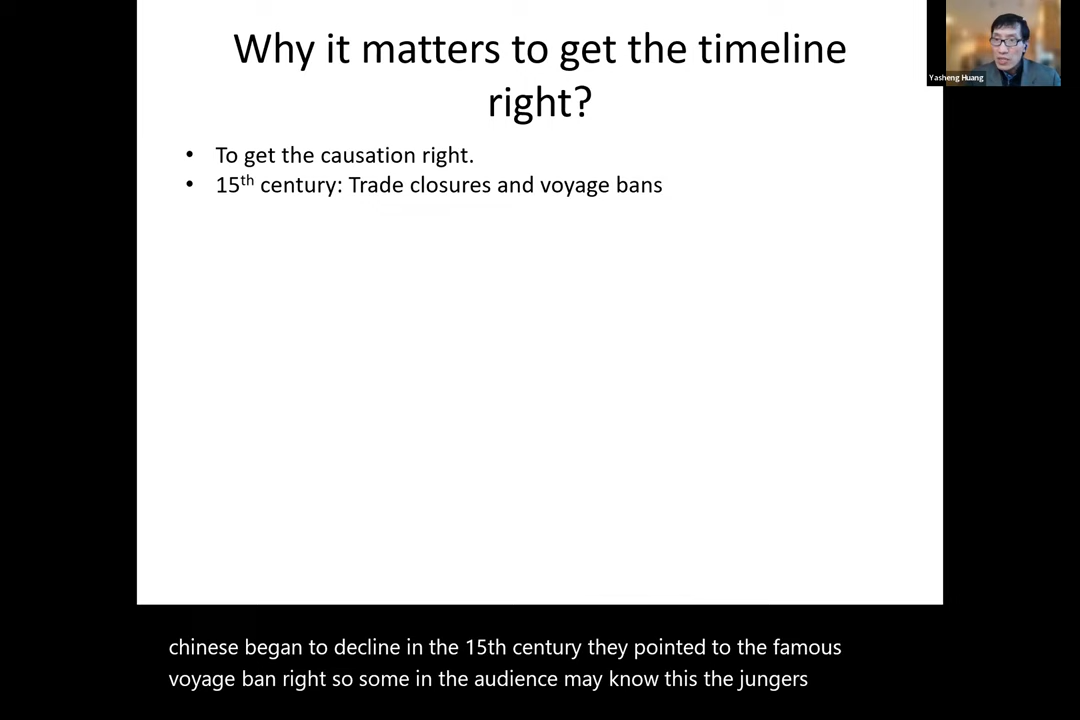 Why it matters to get the timeline
right?
Yasheng Huang
• To get the causation right.
• 15th century: Trade closures and voyage bans
chinese began to decline in the 15th century they pointed to the famous
voyage ban right so some in the audience may know this the jungers